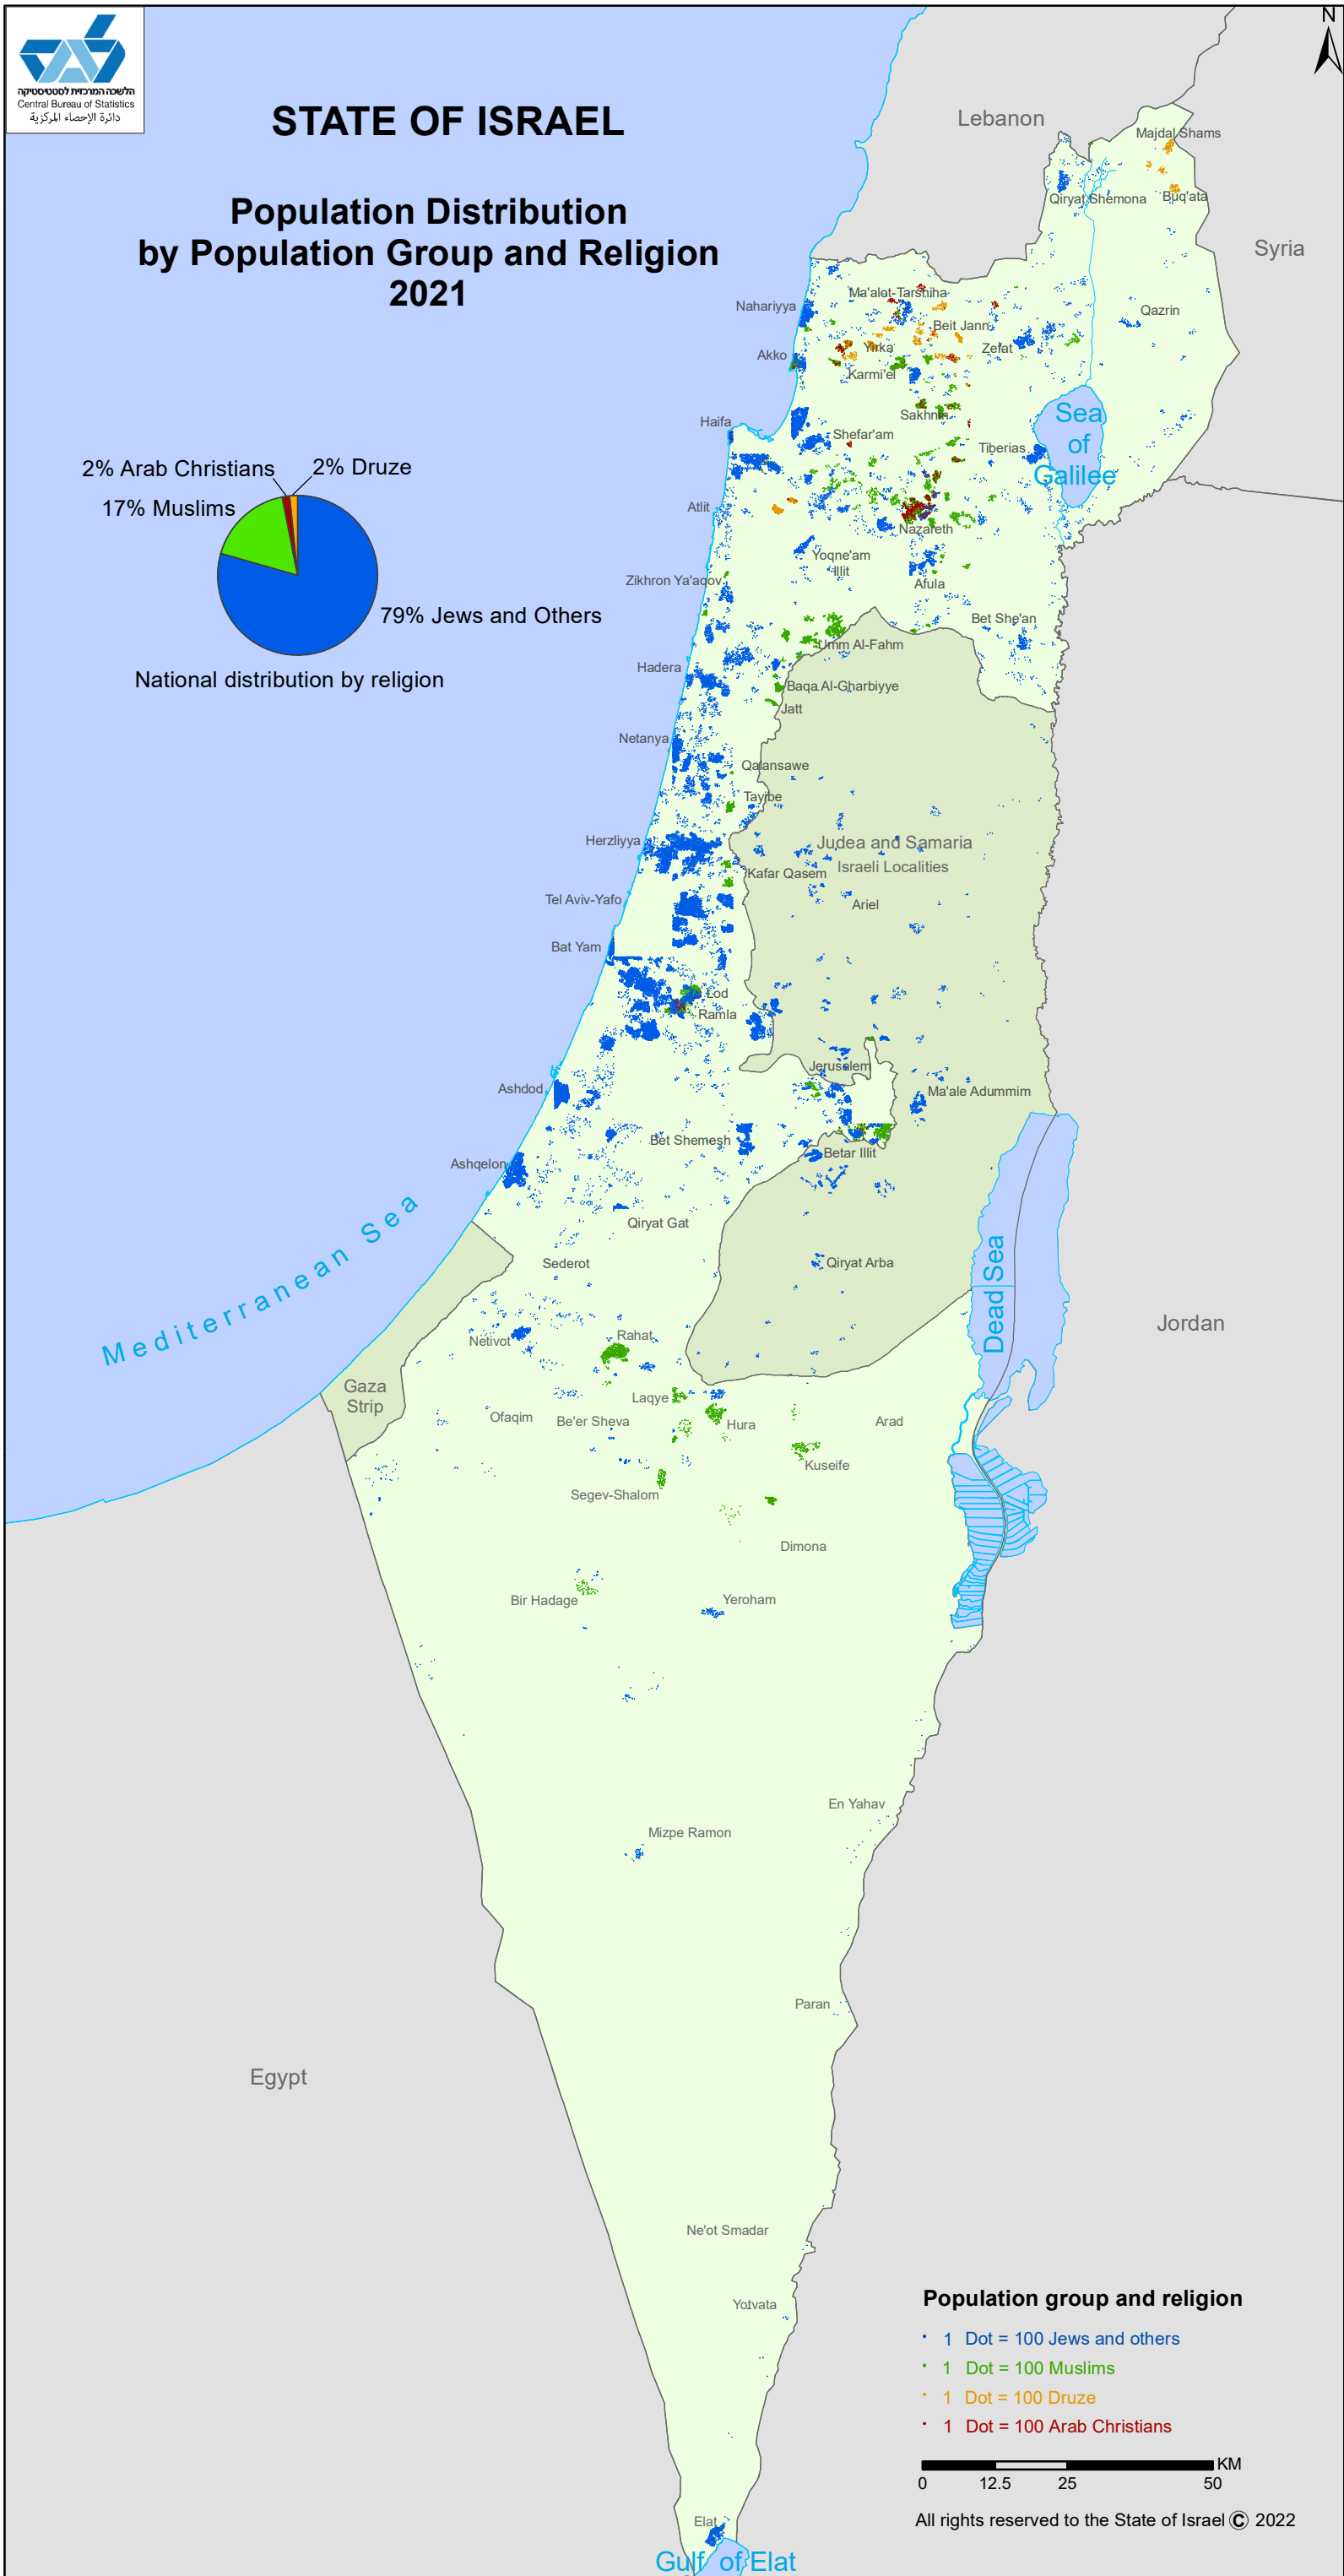 הלשכה המרכזית לסטטיסטיקה
Central Bureau of Statistics
دائرة الإحصاء المركزية
N
STATE OF ISRAEL
Population Distribution
by Population Group and Religion
2021
Lebanon
Majdal Shams
Qiryat Shemona
Buq'ata
Syria
Nahariyya
Ma'alot-Tarshiha
Qazrin
Beit Jann
Akko
Yirka
Zefat
Karmi'el
Sakhnin
Sea
of
Galilee
Haifa
Shefar'am
Tiberias
2% Arab Christians
2% Druze
17% Muslims
79% Jews and Others
National distribution by religion
Atlit
Nazareth
Yoqne'am
Illit
Zikhron Ya'aqov
Afula
Bet She'an
Umm Al-Fahm
Hadera
Baqa Al-Gharbiyye
Jatt
Netanya
Qalansawe
Tayibe
Herzliyya
Judea and Samaria
Israeli Localities
Kafar Qasem
Tel Aviv-Yafo
Ariel
Bat Yam
Lod
Ramla
Jerusalem
Ashdod
Ma'ale Adummim
Bet Shemesh
Betar Illit
Ashqelon
Mediterranean Sea
Qiryat Gat
Sederot
Qiryat Arba
Dead Sea
Jordan
Netivot
Rahat
Gaza
Strip
Laqye
Ofaqim
Be'er Sheva
Hura
Arad
Kuseife
Segev-Shalom
Dimona
Bir Hadage
Yeroham
En Yahav
Mizpe Ramon
Paran
Egypt
Ne'ot Smadar
Yotvata
Population group and religion
1 Dot = 100 Jews and others
1 Dot = 100 Muslims
1 Dot = 100 Druze
1 Dot = 100 Arab Christians
KM
0 12.5 25 50
All rights reserved to the State of Israel © 2022
Elat
Gulf of Elat